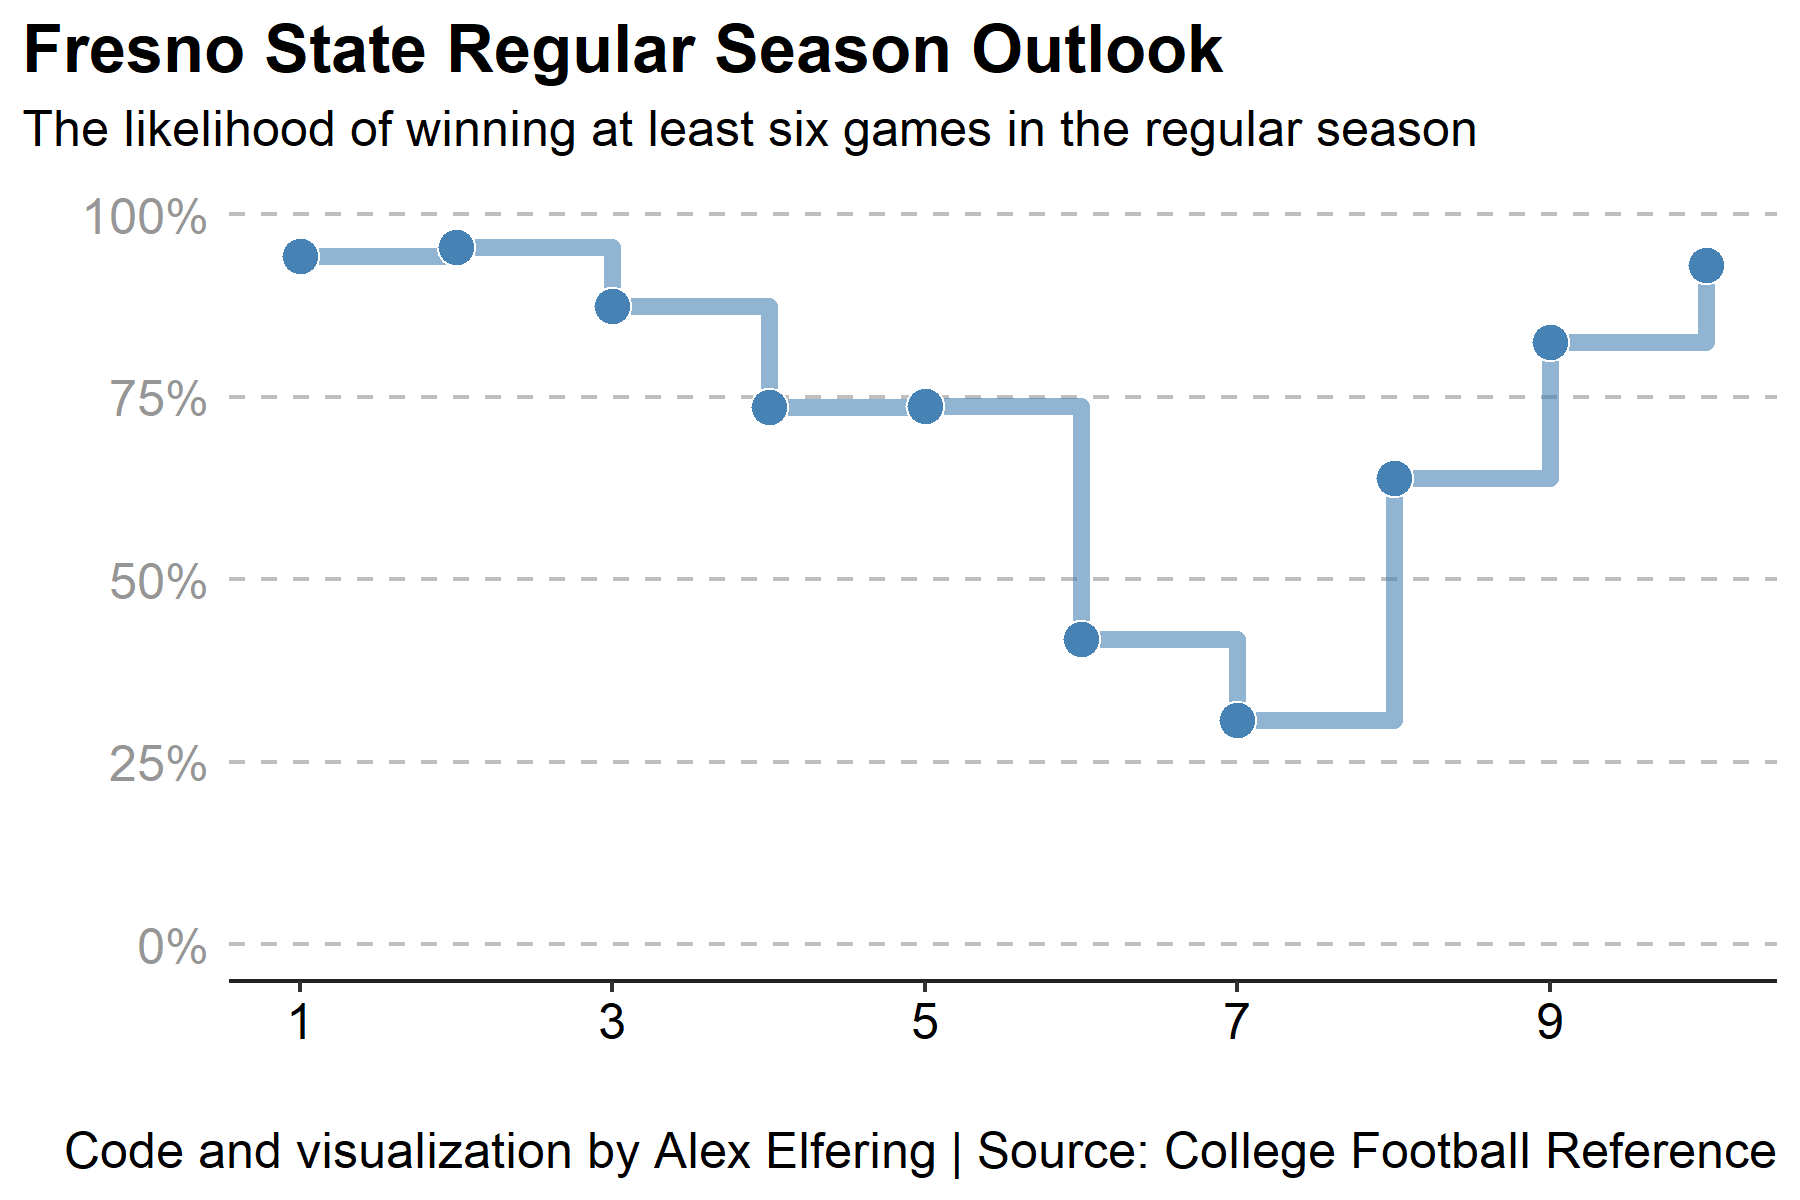 Fresno State Regular Season Outlook
The likelihood of winning at least six games in the regular season
100%
75%
50%
25%
0%
1 3 5 7 9
Code and visualization by Alex Elfering | Source: College Football Reference